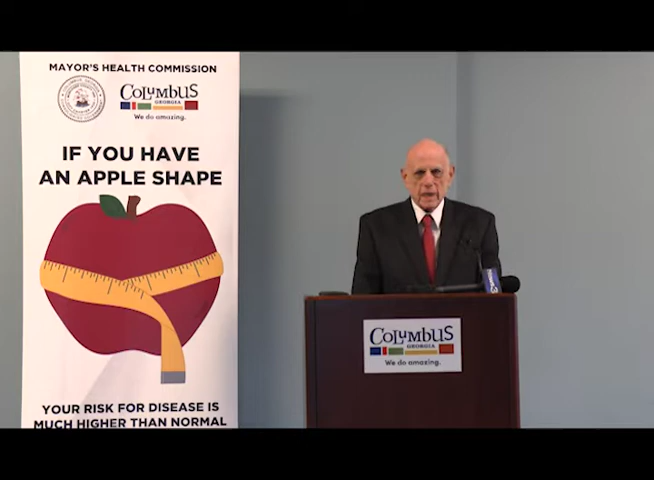 MAYOR'S HEALTH COMMISSION
COLUMBUS
GEORGIA
We do amazing.
IF YOU HAVE
AN APPLE SHAPE
YOUR RISK FOR DISEASE IS
MUCH HIGHER THAN NORMAL
COLUMBUS
GEORGIA
We do amazing.